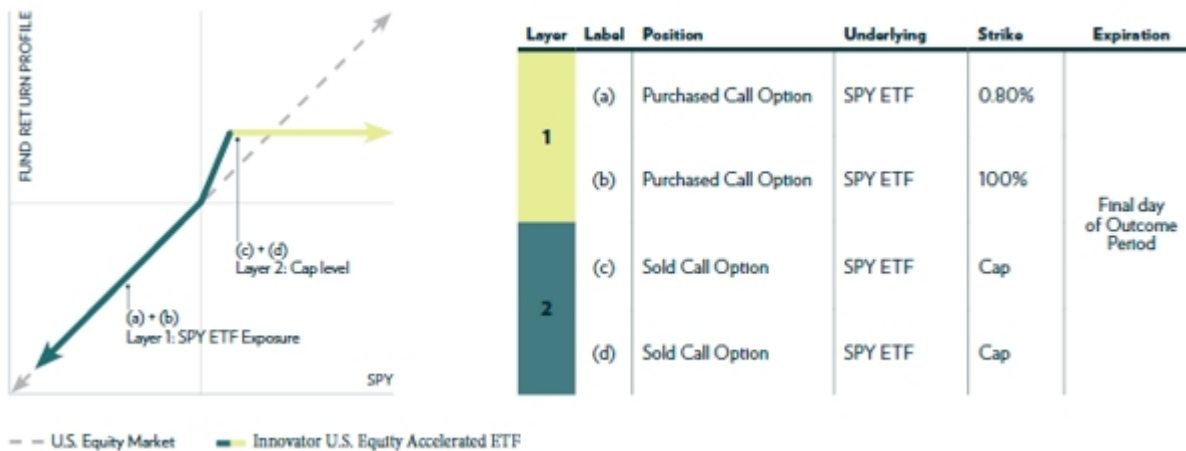 FUND RETURN PROFILE
(c) + (d)
Layer 2: Cap level
(a) + (b)
Layer 1: SPY ETF Exposure
SPY
U.S. Equity Market
Innovator U.S. Equity Accelerated ETF
Layer Label Position Underlying Strike Expiration
1
(a) Purchased Call Option SPY ETF 0.80%
(b) Purchased Call Option SPY ETF 100%
2
(c) Sold Call Option SPY ETF Cap
(d) Sold Call Option SPY ETF Cap
Final day
of Outcome
Period